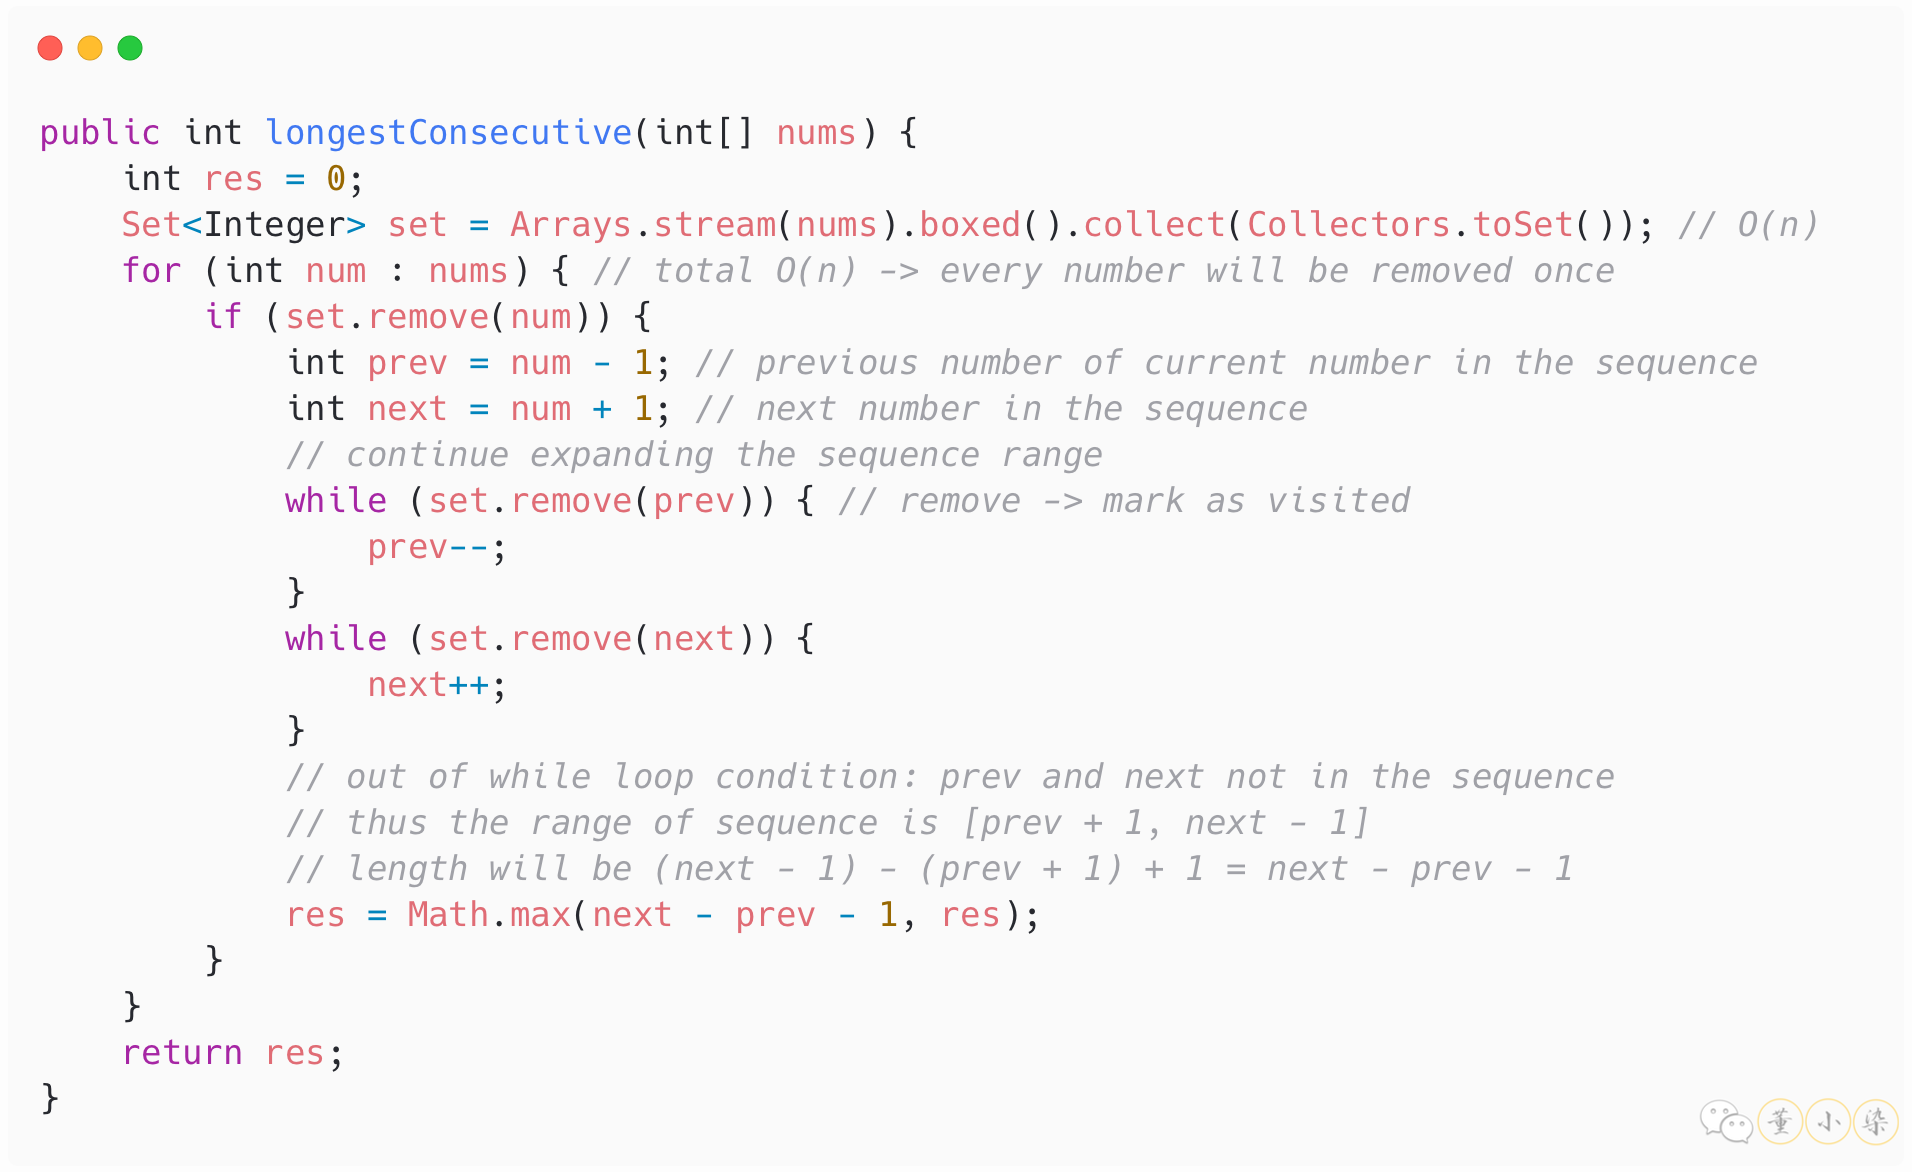 public int longestConsecutive(int[] nums) {
    int res = 0;
    Set<Integer> set = Arrays.stream(nums).boxed().collect(Collectors.toSet()); // O(n)
    for (int num : nums) { // total O(n) -> every number will be removed once
        if (set.remove(num)) {
            int prev = num - 1; // previous number of current number in the sequence
            int next = num + 1; // next number in the sequence
            // continue expanding the sequence range
            while (set.remove(prev)) { // remove -> mark as visited
                prev--;
            }
            while (set.remove(next)) {
                next++;
            }
            // out of while loop condition: prev and next not in the sequence
            // thus the range of sequence is [prev + 1, next - 1]
            // length will be (next - 1) - (prev + 1) + 1 = next - prev - 1
            res = Math.max(next - prev - 1, res);
        }
    }
    return res;
}
董小染